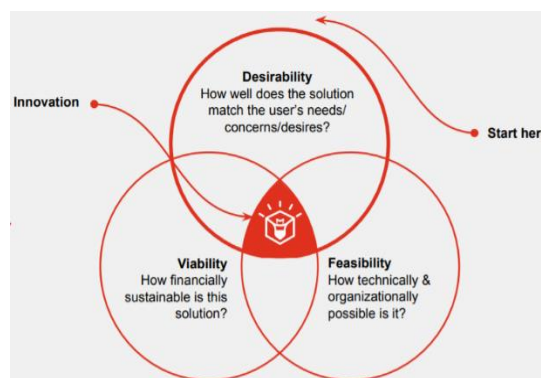 Desirability
How well does the solution
match the user's needs/
concerns/desires?
Innovation
Start her
Viability
How financially
sustainable is this
solution?
Feasibility
How technically &
organizationally
possible is it?